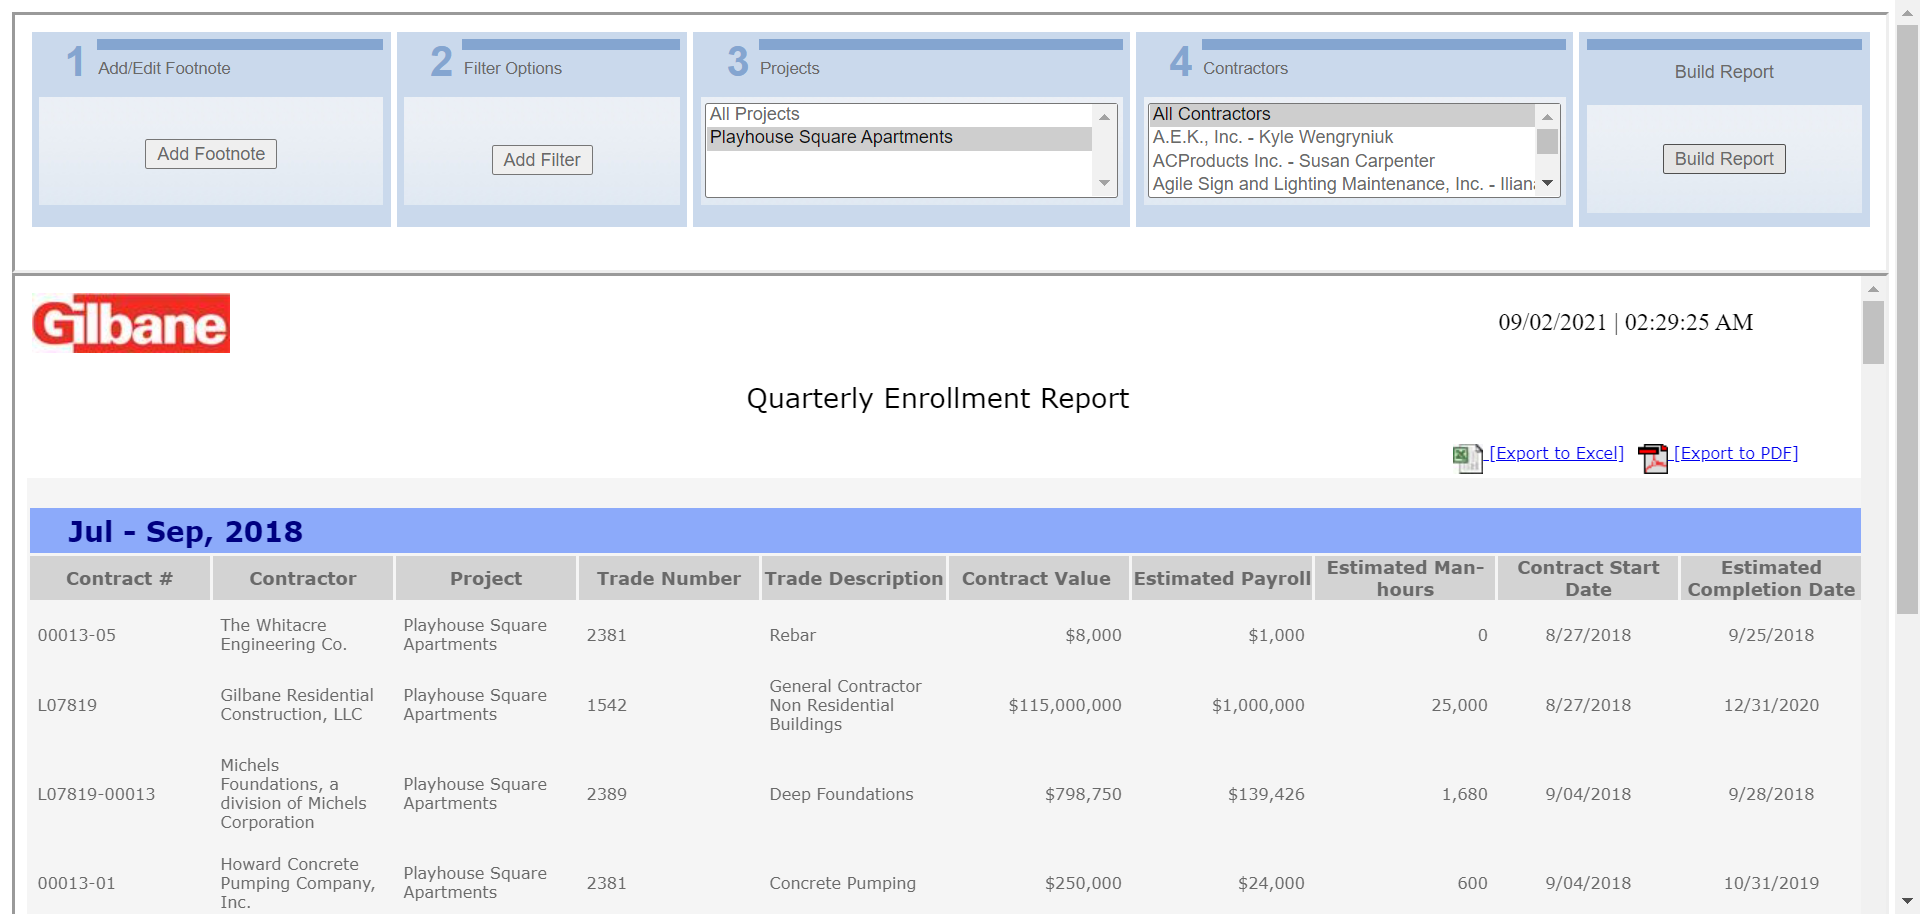 1 Add/Edit Footnote
Add Footnote
2 Filter Options
Add Filter
3 Projects
All Projects
Playhouse Square Apartments
4 Contractors
All Contractors
A.E.K., Inc. - Kyle Wengryniuk
ACProducts Inc. - Susan Carpenter
Agile Sign and Lighting Maintenance, Inc. - Iliana
Build Report
Build Report
Gilbane
09/02/2021 | 02:29:25 AM
Quarterly Enrollment Report
[Export to Excel] [Export to PDF]
Jul - Sep, 2018
Contract # Contractor Project Trade Number Trade Description Contract Value Estimated Payroll Estimated Man-hours Contract Start Date Estimated Completion Date
00013-05 The Whitacre Engineering Co. Playhouse Square Apartments 2381 Rebar $8,000 $1,000 0 8/27/2018 9/25/2018
L07819 Gilbane Residential Construction, LLC Playhouse Square Apartments 1542 General Contractor Non Residential Buildings $115,000,000 $1,000,000 25,000 8/27/2018 12/31/2020
L07819-00013 Michels Foundations, a division of Michels Corporation Playhouse Square Apartments 2389 Deep Foundations $798,750 $139,426 1,680 9/04/2018 9/28/2018
00013-01 Howard Concrete Pumping Company, Inc. Playhouse Square Apartments 2381 Concrete Pumping $250,000 $24,000 600 9/04/2018 10/31/2019